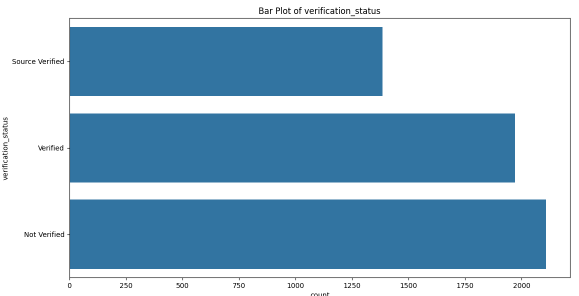 Bar Plot of verification_status
verification_status
Source Verified
Verified
Not Verified
0 250 500 750 1000 1250 1500 1750 2000
count